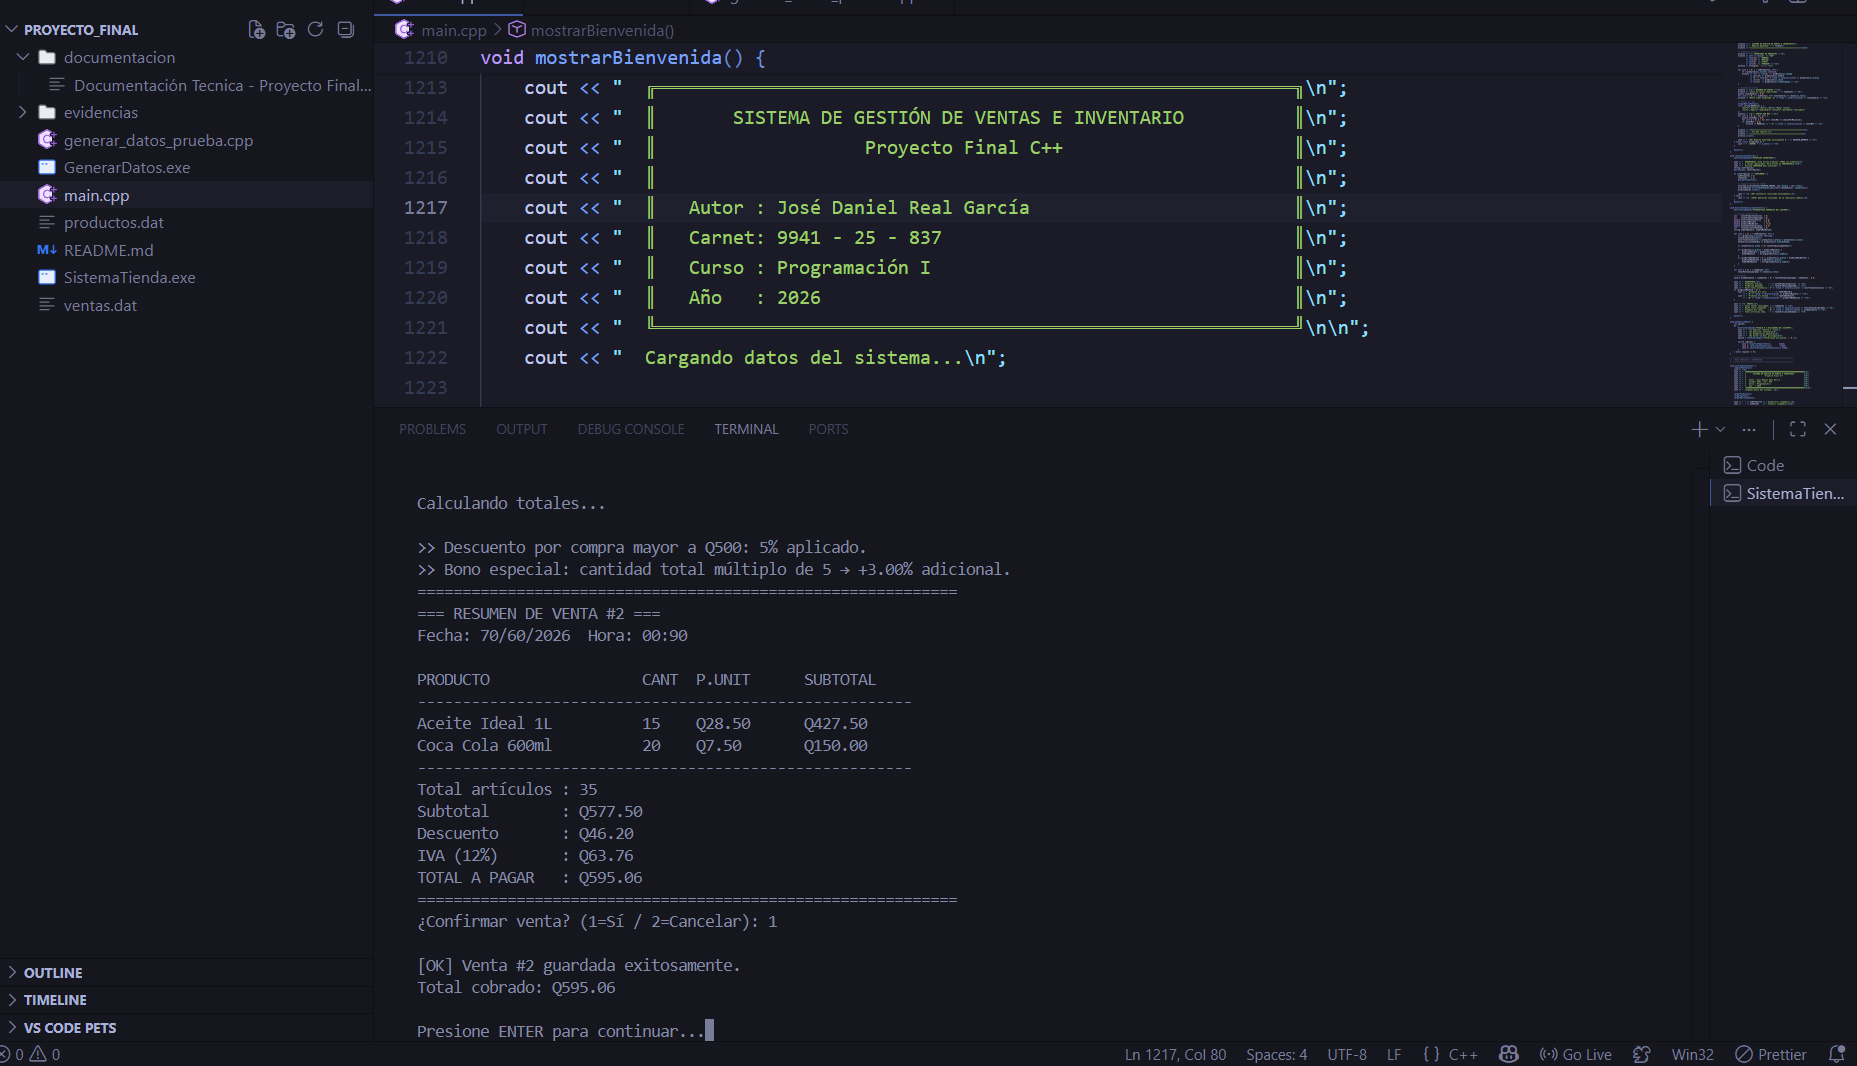 PROYECTO_FINAL
documentacion
Documentación Tecnica - Proyecto Final...
evidencias
generar_datos_prueba.cpp
GenerarDatos.exe
main.cpp
productos.dat
README.md
SistemaTienda.exe
ventas.dat
OUTLINE
TIMELINE
VS CODE PETS
main.cpp > mostrarBienvenida()
1210 void mostrarBienvenida() {
1213 cout << " ╔══════════════════════════════════════════════════════════╗\n";
1214 cout << " ║ SISTEMA DE GESTIÓN DE VENTAS E INVENTARIO ║\n";
1215 cout << " ║ Proyecto Final C++ ║\n";
1216 cout << " ║ ║\n";
1217 cout << " ║ Autor : José Daniel Real García ║\n";
1218 cout << " ║ Carnet: 9941 - 25 - 837 ║\n";
1219 cout << " ║ Curso : Programación I ║\n";
1220 cout << " ║ Año : 2026 ║\n";
1221 cout << " ╚══════════════════════════════════════════════════════════╝\n\n";
1222 cout << " Cargando datos del sistema...\n";
1223
PROBLEMS OUTPUT DEBUG CONSOLE TERMINAL PORTS
Code
SistemaTien...
Calculando totales...
>> Descuento por compra mayor a Q500: 5% aplicado.
>> Bono especial: cantidad total múltiplo de 5 → +3.00% adicional.
============================================================
=== RESUMEN DE VENTA #2 ===
Fecha: 70/60/2026 Hora: 00:90
PRODUCTO CANT P.UNIT SUBTOTAL
-------------------------------------------------------
Aceite Ideal 1L 15 Q28.50 Q427.50
Coca Cola 600ml 20 Q7.50 Q150.00
-------------------------------------------------------
Total artículos : 35
Subtotal : Q577.50
Descuento : Q46.20
IVA (12%) : Q63.76
TOTAL A PAGAR : Q595.06
============================================================
¿Confirmar venta? (1=Sí / 2=Cancelar): 1
[OK] Venta #2 guardada exitosamente.
Total cobrado: Q595.06
Presione ENTER para continuar...
0 0 Ln 1217, Col 80 Spaces: 4 UTF-8 LF { } C++ Go Live Win32 Prettier